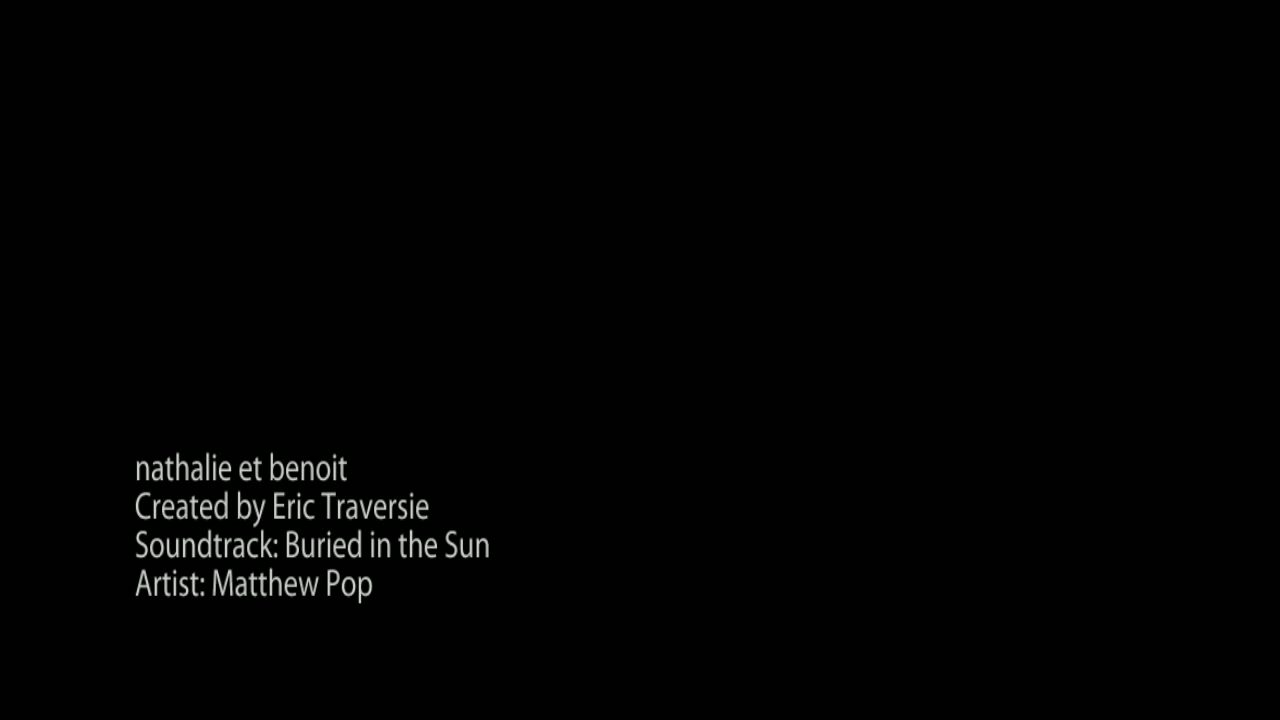 nathalie et benoit
Created by Eric Traversie
Soundtrack: Buried in the Sun
Artist: Matthew Pop